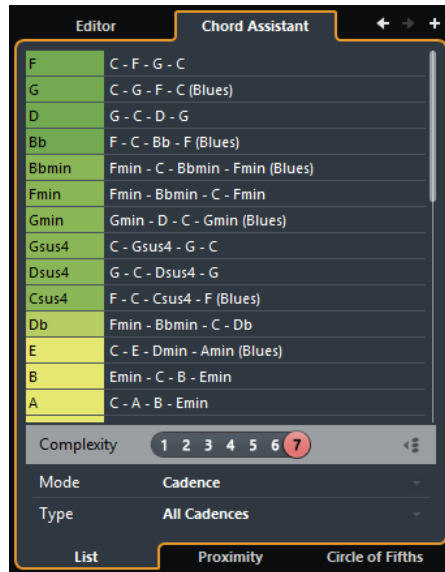 Editor Chord Assistant +
F C - F - G - C
G C - G - F - C (Blues)
D G - C - D - G
Bb F - C - Bb - F (Blues)
Bbmin Fmin - C - Bbmin - Fmin (Blues)
Fmin Fmin - Bbmin - C - Fmin
Gmin Gmin - D - C - Gmin (Blues)
Gsus4 C - Gsus4 - G - C
Dsus4 G - C - Dsus4 - G
Csus4 F - C - Csus4 - F (Blues)
Db Fmin - Bbmin - C - Db
E C - E - Dmin - Amin (Blues)
B Emin - C - B - Emin
A C - A - B - Emin
Complexity 1 2 3 4 5 6 7
Mode Cadence
Type All Cadences
List Proximity Circle of Fifths